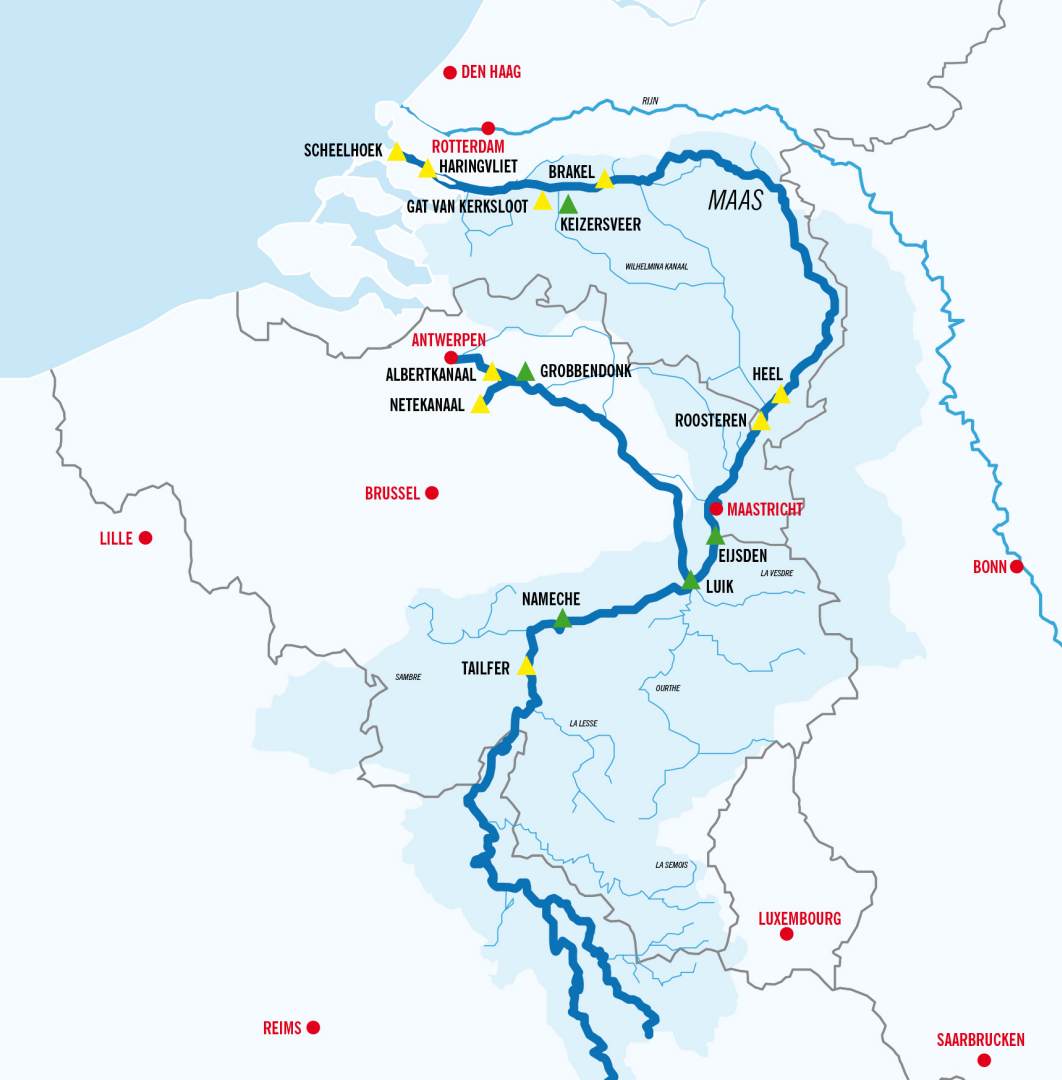 DEN HAAG
RIJN
ROTTERDAM
SCHEELHOEK
HARINGVLIET
BRAKEL
MAAS
GAT VAN KERKSLOOT
KEIZERSVEER
WILHELMINA KANAAL
ANTWERPEN
ALBERTKANAAL
GROBBENDONK
HEEL
NETEKANAAL
ROOSTEREN
BRUSSEL
MAASTRICHT
LILLE
EIJSDEN
BONN
LA VESDRE
LUIK
NAMECHE
TAILFER
SAMBRE
OURTHE
LA LESSE
LA SEMOIS
LUXEMBOURG
REIMS
SAARBRUCKEN